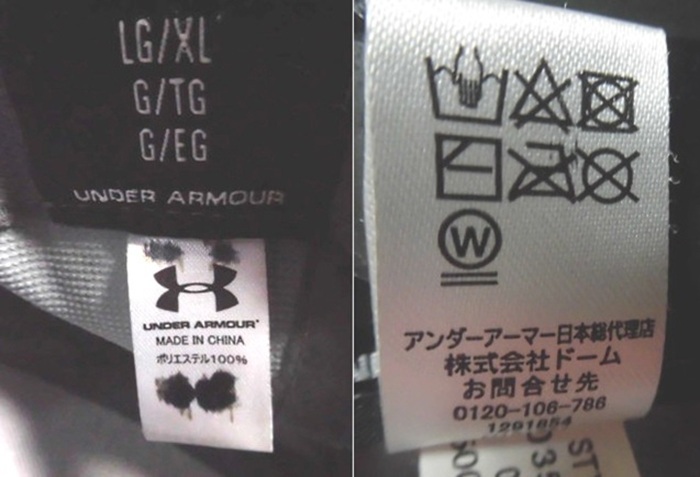 LG/XL
G/TG
G/EG
UNDER ARMOUR
UNDER ARMOUR
MADE IN CHINA
ポリエステル100%
W
アンダーアーマー日本総代理店
株式会社ドーム
お問合せ先
0120-106-786
1291854